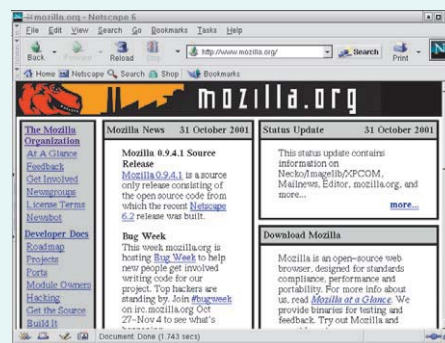 mozilla.org - Netscape 6
File Edit View Search Go Bookmarks Tasks Help
Back Forward Reload Stop http://www.mozilla.org/ Search Print
Home Netscape Search Shop Bookmarks
mozilla.org
The Mozilla
Organization
At A Glance
Feedback
Get Involved
Newsgroups
License Terms
Newsbot
Developer Docs
Roadmap
Projects
Ports
Module Owners
Hacking
Get the Source
Build It
Mozilla News 31 October 2001
Mozilla 0.9.4.1 Source
Release
Mozilla 0.9.4.1 is a source
only release consisting of
the open source code from
which the recent Netscape
6.2 release was built.
Bug Week
This week mozilla.org is
hosting Bug Week to help
new people get involved
writing code for our
project. Top hackers are
standing by. Join #bugweek
on irc.mozilla.org Oct
27-Nov 4 to see what's
Status Update 31 October 2001
This status update contains
information on
Necko/Imagelib/XPCOM,
Mailnews, Editor, mozilla.org, and
more...
more...
Download Mozilla
Mozilla is an open-source web
browser, designed for standards
compliance, performance and
portability. For more info about
us, read Mozilla at a Glance. We
provide binaries for testing and
feedback. Try out Mozilla and
Document: Done (1.743 secs)